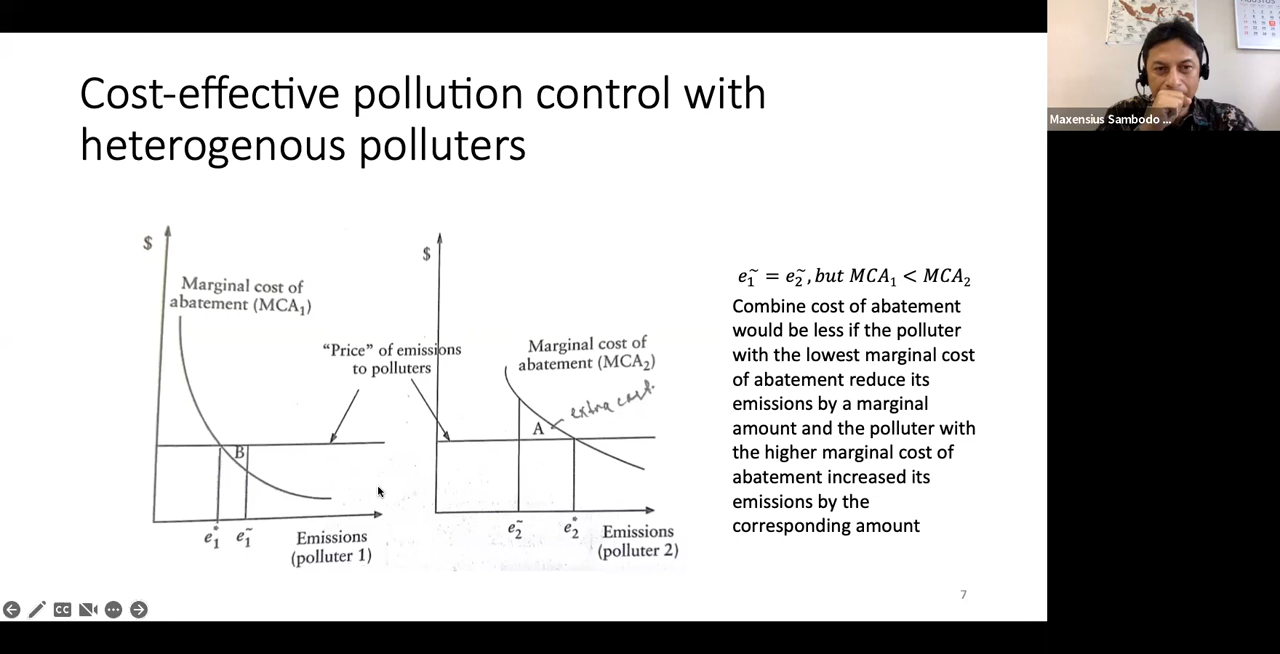 Cost-effective pollution control with
heterogenous polluters
$
Marginal cost of
abatement (MCA₁)
"Price" of emissions
to polluters
B
e₁* e₁~
Emissions
(polluter 1)
$
Marginal cost of
abatement (MCA₂)
extra cost.
A
e₂~ e₂*
Emissions
(polluter 2)
e₁~ = e₂~, but MCA₁ < MCA₂
Combine cost of abatement
would be less if the polluter
with the lowest marginal cost
of abatement reduce its
emissions by a marginal
amount and the polluter with
the higher marginal cost of
abatement increased its
emissions by the
corresponding amount
7
CC
Maxensius Sambodo ...